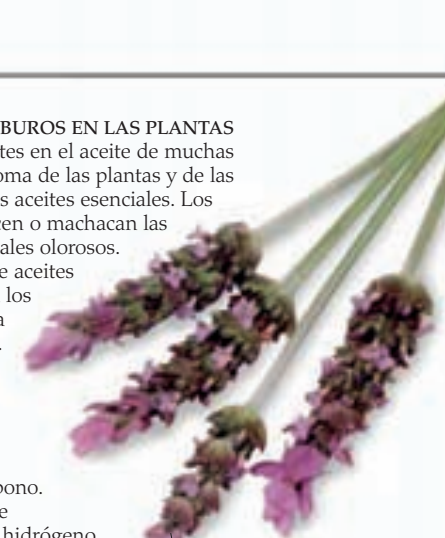 BUROS EN LAS PLANTAS
tes en el aceite de muchas
oma de las plantas y de las
s aceites esenciales. Los
cen o machacan las
ales olorosos.
e aceites
los
a
.
bono.
e
hidrógeno